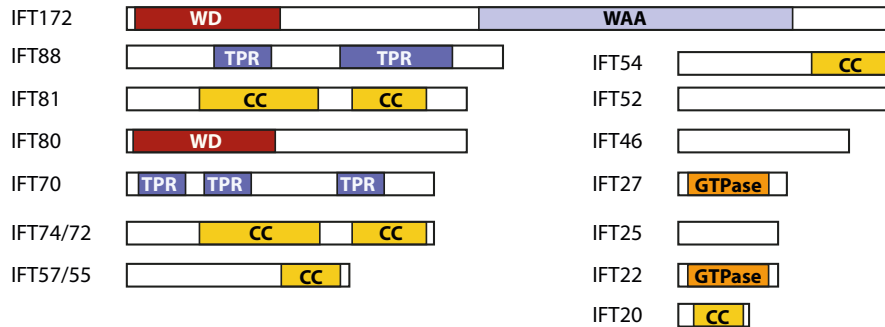 IFT172 WD WAA
IFT88 TPR TPR
IFT81 CC CC
IFT80 WD
IFT70 TPR TPR TPR
IFT74/72 CC CC
IFT57/55 CC
IFT54 CC
IFT52
IFT46
IFT27 GTPase
IFT25
IFT22 GTPase
IFT20 CC